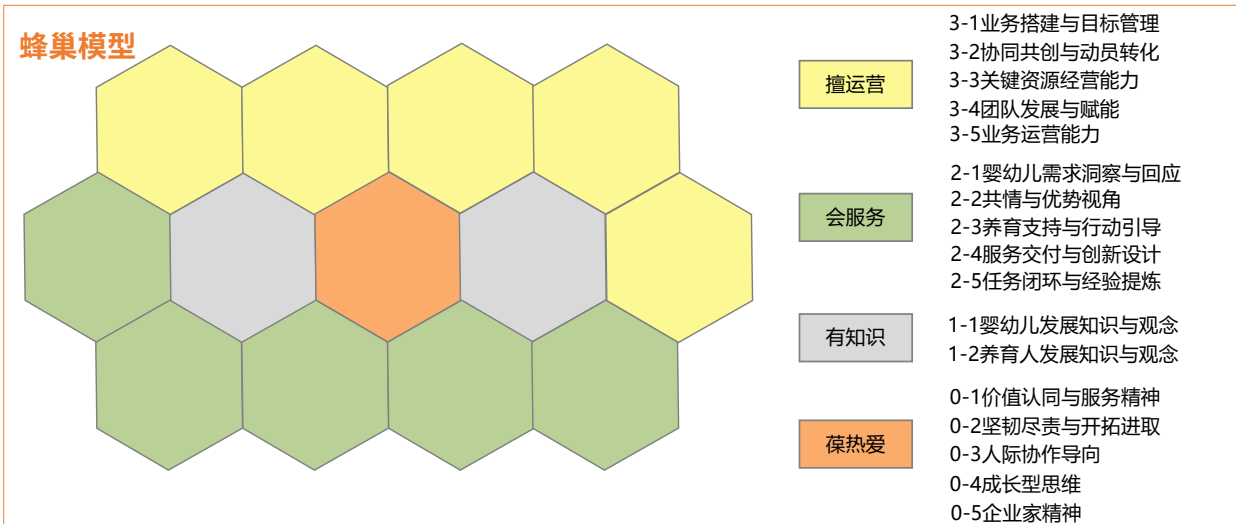 蜂巢模型
擅运营
3-1业务搭建与目标管理
3-2协同共创与动员转化
3-3关键资源经营能力
3-4团队发展与赋能
3-5业务运营能力
会服务
2-1婴幼儿需求洞察与回应
2-2共情与优势视角
2-3养育支持与行动引导
2-4服务交付与创新设计
2-5任务闭环与经验提炼
有知识
1-1婴幼儿发展知识与观念
1-2养育人发展知识与观念
葆热爱
0-1价值认同与服务精神
0-2坚韧尽责与开拓进取
0-3人际协作导向
0-4成长型思维
0-5企业家精神